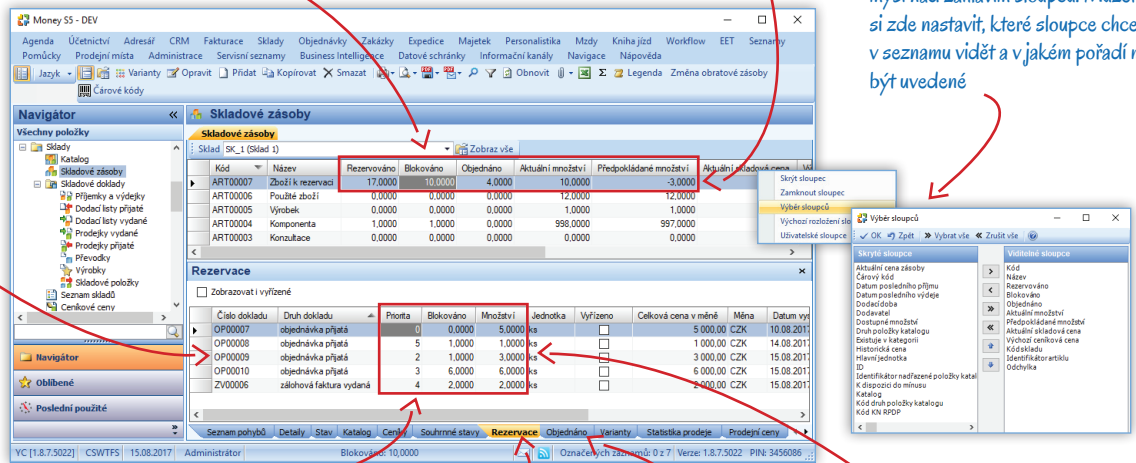 myší nad záhlavím sloupců. Můžete
si zde nastavit, které sloupce chce
v seznamu vidět a v jakém pořadí m
být uvedené
Money S5 - DEV
Agenda Účetnictví Adresář CRM Fakturace Sklady Objednávky Zakázky Expedice Majetek Personalistika Mzdy Kniha jízd Workflow EET Seznamy
Pomůcky Prodejní místa Administrace Servisní seznamy Business Intelligence Datové schránky Informační kanály Navigace Nápověda
Jazyk Varianty Opravit Přidat Kopírovat Smazat Obnovit Σ Legenda Změna obratové zásoby
Čárové kódy
Navigátor «
Všechny položky
Sklady
Katalog
Skladové zásoby
Skladové doklady
Příjemky a výdejky
Dodací listy přijaté
Dodací listy vydané
Prodejky vydané
Prodejky přijaté
Převodky
Výrobky
Skladové položky
Seznam skladů
Ceníkové ceny
Navigátor
Oblíbené
Poslední použité
Skladové zásoby
Skladové zásoby
Sklad SK_1 (Sklad 1) Zobraz vše
Kód Název Rezervováno Blokováno Objednáno Aktuální množství Předpokládané množství Aktuální skladová cena
ART00007 Zboží k rezervaci 17,0000 10,0000 4,0000 10,0000 -3,0000
ART00006 Použité zboží 0,0000 0,0000 0,0000 12,0000 12,0000
ART00005 Výrobek 0,0000 0,0000 0,0000 1,0000 1,0000
ART00004 Komponenta 1,0000 1,0000 0,0000 998,0000 997,0000
ART00003 Konzultace 0,0000 0,0000 0,0000 0,0000 0,0000
Skrýt sloupec
Zamknout sloupec
Výběr sloupců
Výchozí rozložení slo
Uživatelské sloupce
Rezervace
Zobrazovat i vyřízené
Číslo dokladu Druh dokladu Priorita Blokováno Množství Jednotka Vyřízeno Celková cena v měně Měna Datum vys
OP00007 objednávka přijatá 0 0,0000 5,0000 ks 5 000,00 CZK 10.08.2017
OP00008 objednávka přijatá 5 1,0000 1,0000 ks 1 000,00 CZK 14.08.2017
OP00009 objednávka přijatá 2 1,0000 3,0000 ks 3 000,00 CZK 15.08.2017
OP00010 objednávka přijatá 3 6,0000 6,0000 ks 6 000,00 CZK 15.08.2017
ZV00006 zálohová faktura vydaná 4 2,0000 2,0000 ks 2 000,00 CZK 15.08.2017
Seznam pohybů Detaily Stav Katalog Ceníky Souhrnné stavy Rezervace Objednáno Varianty Statistika prodeje Prodejní ceny
YC [1.8.7.5022] CSWTFS 15.08.2017 Administrátor Blokováno: 10,0000 Označených záznamů: 0 z 7 Verze: 1.8.7.5022 PIN: 3456086
Výběr sloupců
OK Zpět » Vybrat vše « Zrušit vše
Skryté sloupce
Aktuální cena zásoby
Čárový kód
Datum posledního příjmu
Datum posledního výdeje
Dodací doba
Dodavatel
Dostupné množství
Druh položky katalogu
Existuje v kategorii
Historická cena
Hlavní jednotka
ID
Identifikátor nadřazené položky katal
K dispozici do mínusu
Katalog
Kód druh položky katalogu
Kód KN RPDP
Viditelné sloupce
Kód
Název
Rezervováno
Blokováno
Objednáno
Aktuální množství
Předpokládané množství
Aktuální skladová cena
Výchozí ceníková cena
Kód skladu
Identifikátor artiklu
Odchylka